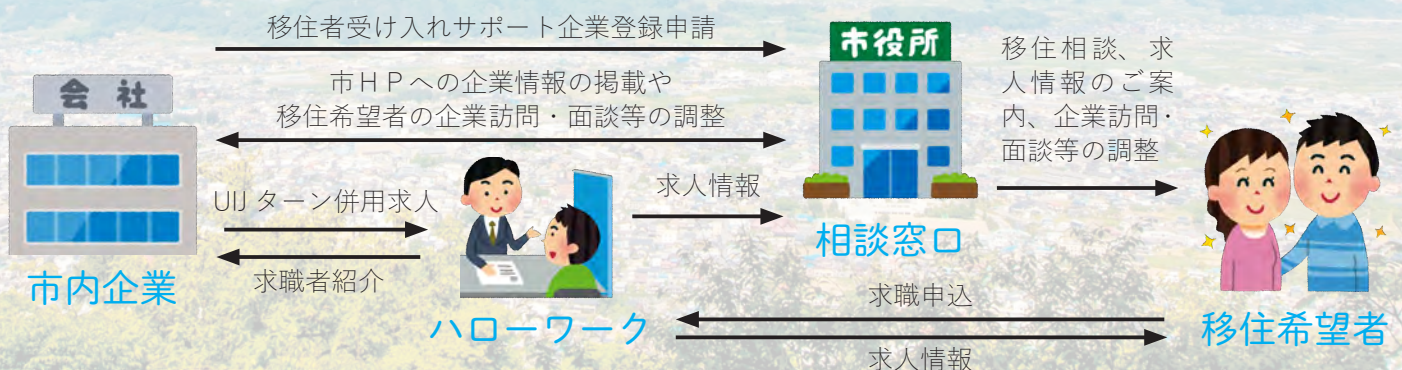 移住者受け入れサポート企業登録申請
市役所
移住相談、求
人情報のご案
内、企業訪問・
面談等の調整
会社
市ＨＰへの企業情報の掲載や
移住希望者の企業訪問・面談等の調整
UIJ ターン併用求人
求人情報
相談窓口
求職者紹介
市内企業
ハローワーク
求職申込
求人情報
移住希望者